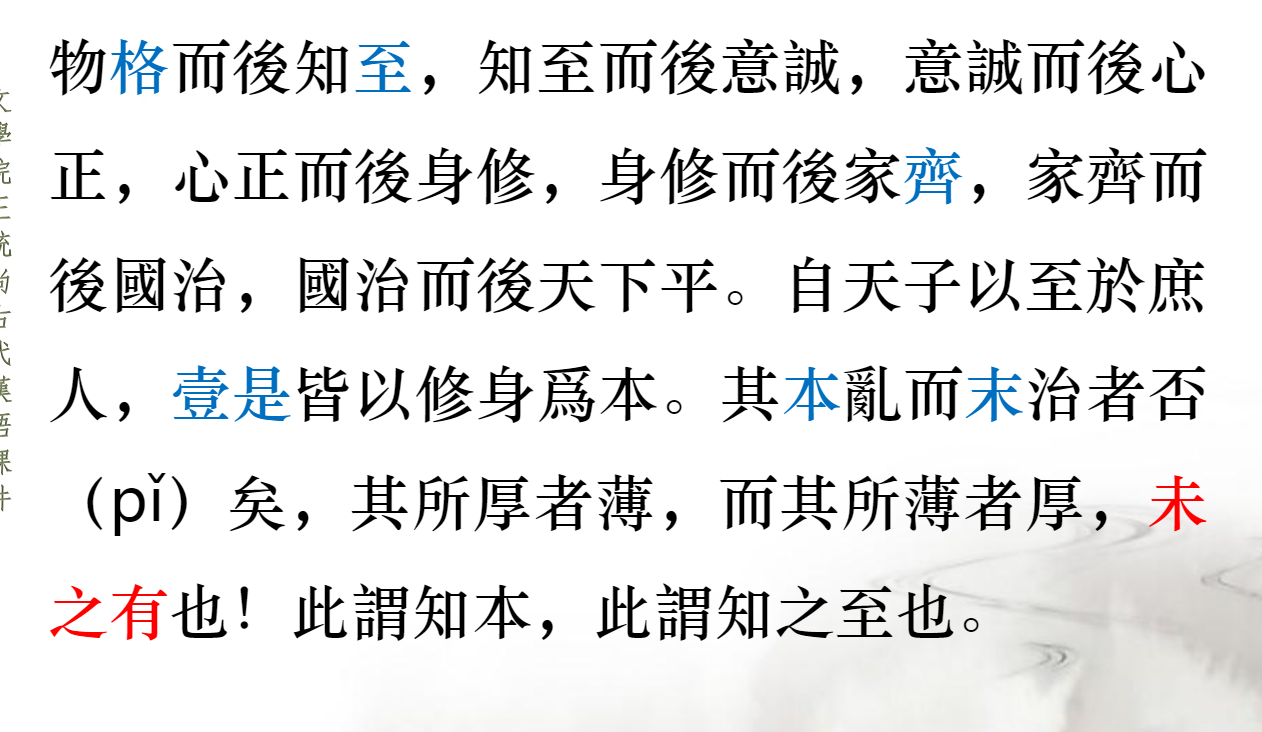 物格而後知至，知至而後意誠，意誠而後心
正，心正而後身修，身修而後家齊，家齊而
後國治，國治而後天下平。自天子以至於庶
人，壹是皆以修身爲本。其本亂而末治者否
（pǐ）矣，其所厚者薄，而其所薄者厚，未
之有也！此謂知本，此謂知之至也。
文學院正統尚古代漢語課件